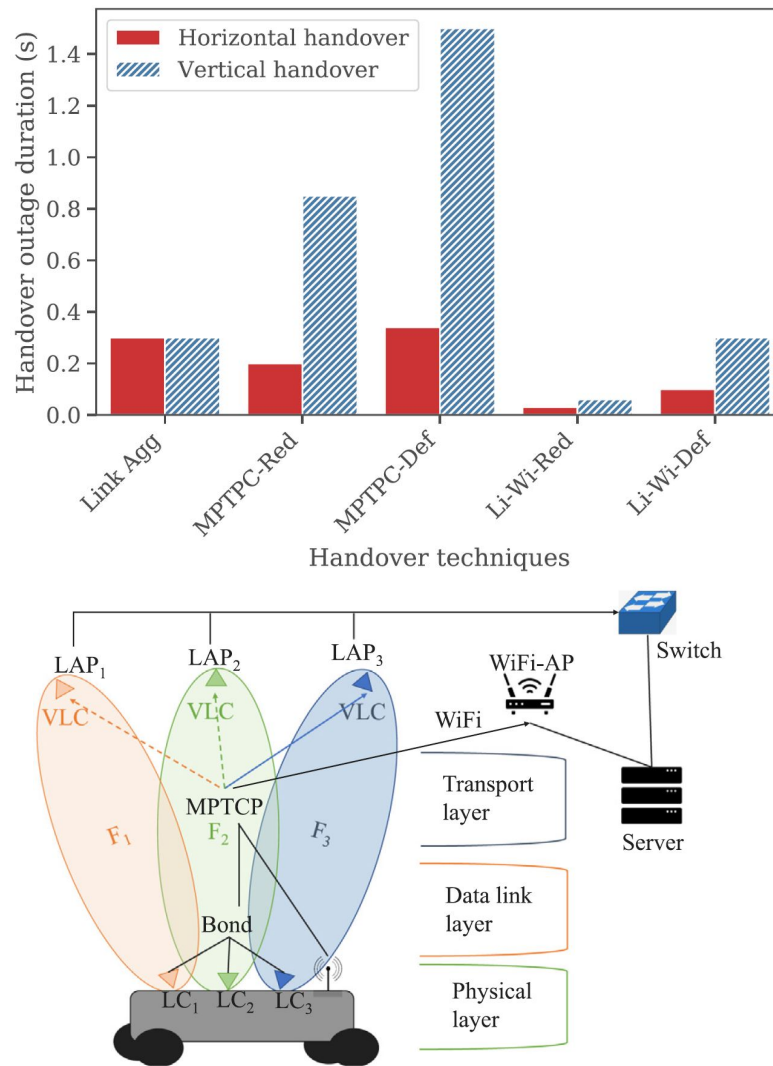 Handover outage duration (s)
1.4
1.2
1.0
0.8
0.6
0.4
0.2
0.0
Horizontal handover
Vertical handover
Link Agg
MPTPC-Red
MPTPC-Def
Li-Wi-Red
Li-Wi-Def
Handover techniques
LAP1
LAP2
LAP3
WiFi-AP
Switch
VLC
VLC
VLC
WiFi
MPTCP
Transport
layer
Server
F1
F2
F3
Bond
Data link
layer
LC1
LC2
LC3
Physical
layer